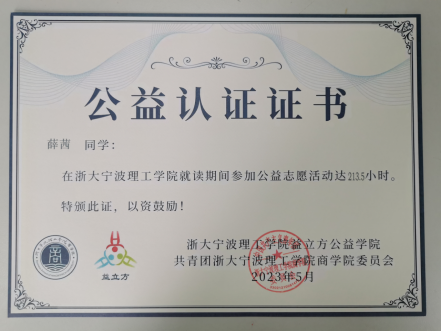 公益认证证书
薛茜 同学：
在浙大宁波理工学院就读期间参加公益志愿活动达213.5小时。
特颁此证，以资鼓励！
浙大宁波理工学院益立方公益学院
共青团浙大宁波理工学院商学院委员会
2023年5月
益立方